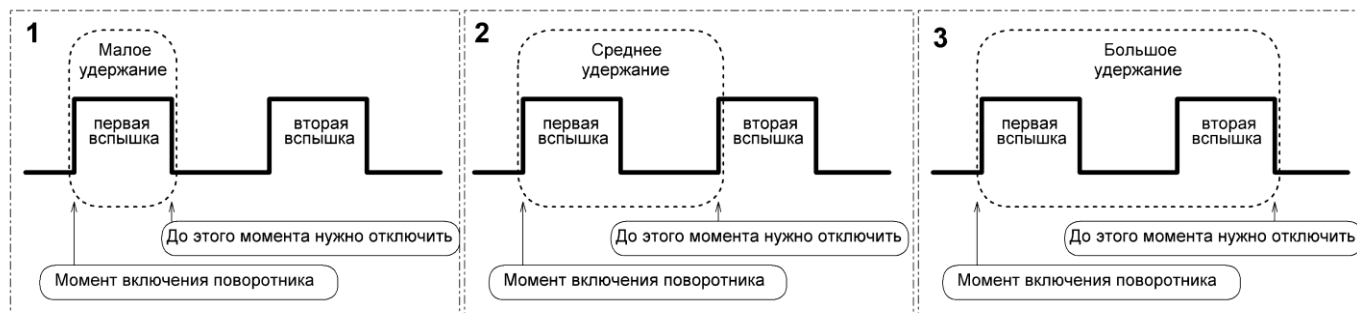 1
Малое
удержание
первая
вспышка
вторая
вспышка
До этого момента нужно отключить
Момент включения поворотника
2
Среднее
удержание
первая
вспышка
вторая
вспышка
До этого момента нужно отключить
Момент включения поворотника
3
Большое
удержание
первая
вспышка
вторая
вспышка
До этого момента нужно отключить
Момент включения поворотника